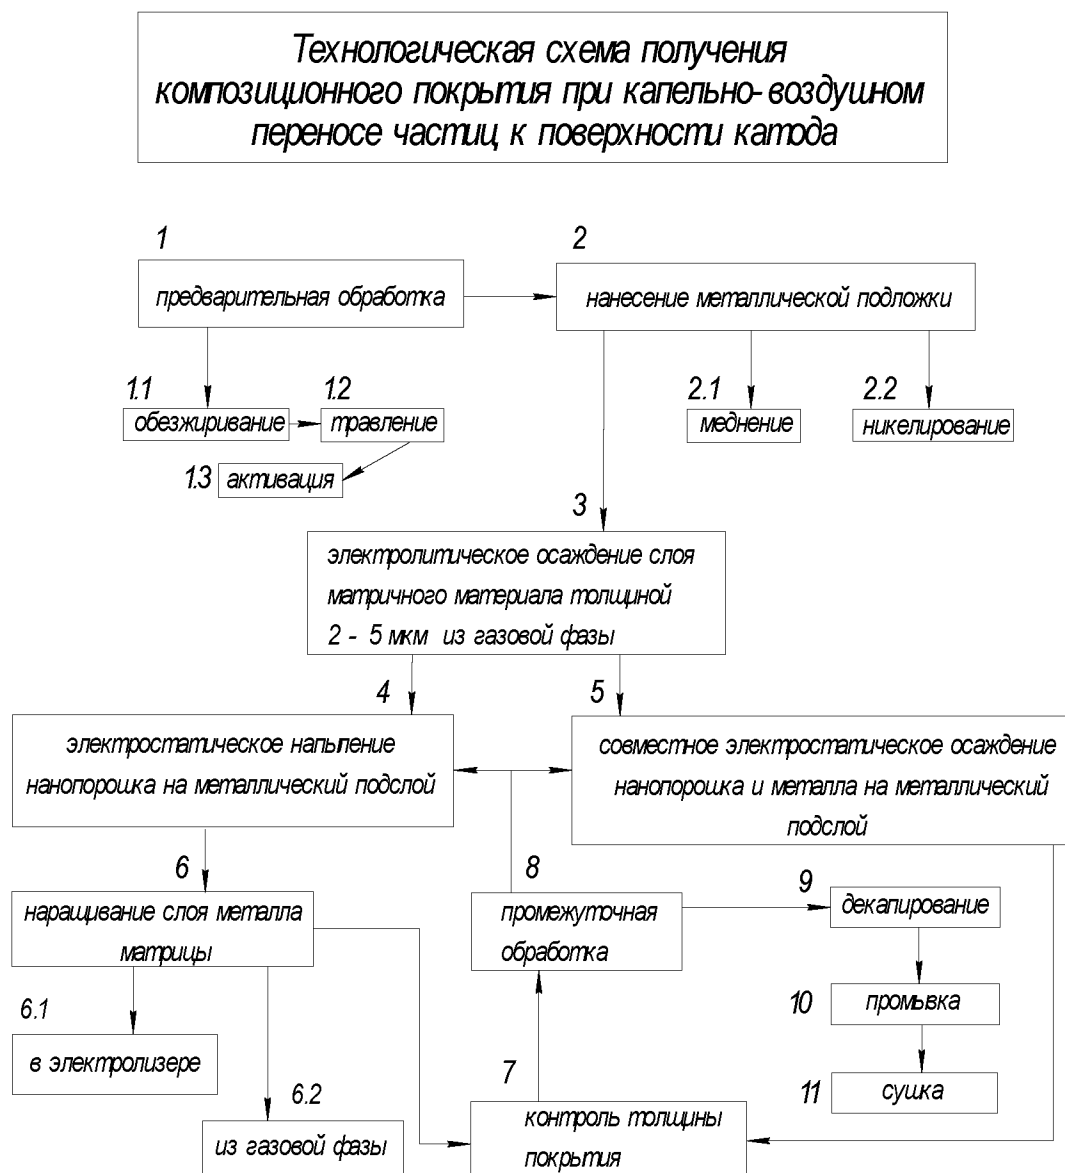 Технологическая схема получения
композиционного покрытия при капельно-воздушном
переносе частиц к поверхности катода
1
предварительная обработка
2
нанесение металлической подложки
1.1
обезжиривание
1.2
травление
1.3
активация
2.1
меднение
2.2
никелирование
3
электролитическое осаждение слоя
матричного материала толщиной
2 - 5 мкм из газовой фазы
4
электростатическое напыление
нанопорошка на металлический подслой
5
совместное электростатическое осаждение
нанопорошка и металла на металлический
подслой
6
наращивание слоя металла
матрицы
8
промежуточная
обработка
9
декапирование
10
промывка
11
сушка
6.1
в электролизере
6.2
из газовой фазы
7
контроль толщины
покрытия